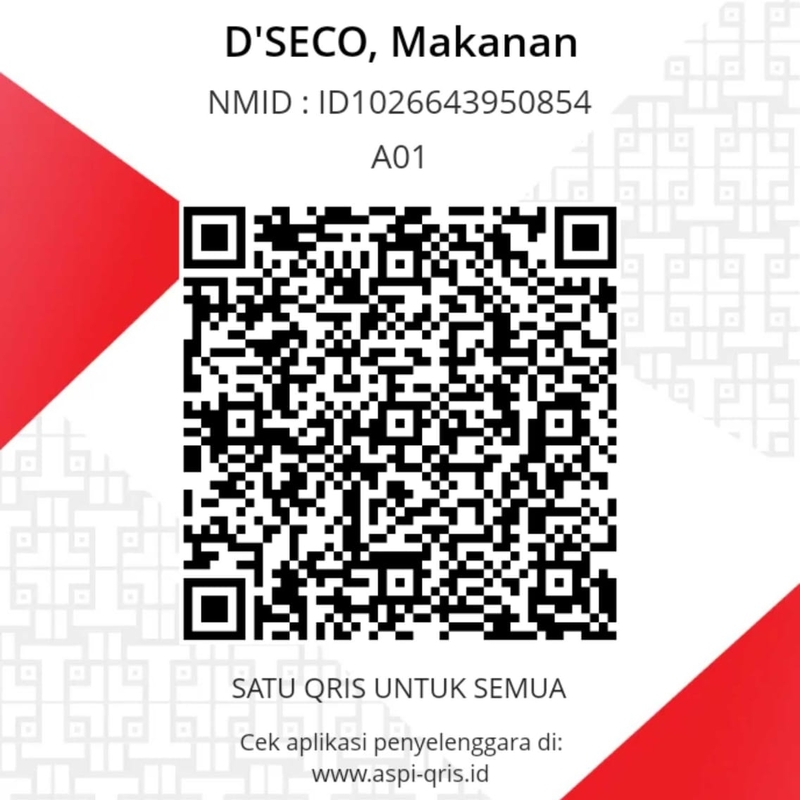 D'SECO, Makanan
NMID : ID1026643950854
A01
SATU QRIS UNTUK SEMUA
Cek aplikasi penyelenggara di:
www.aspi-qris.id